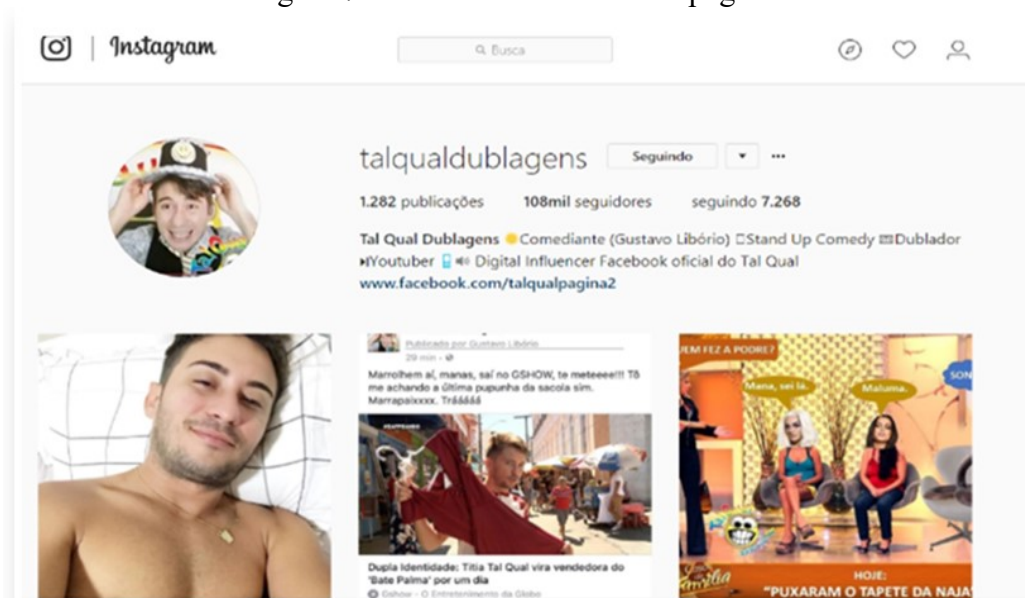 Instagram
Busca
talqualdublagens
Seguindo
1.282 publicações 108mil seguidores seguindo 7.268
Tal Qual Dublagens Comediante (Gustavo Libório) Stand Up Comedy Dublador
Youtuber Digital Influencer Facebook oficial do Tal Qual
www.facebook.com/talqualpagina2
Publicado por Gustavo Libório
29 min
Marrolhem aí, manas, saí no GSHOW, te meteeee!!! Tô
me achando a última pupunha da sacola sim.
Marrapaixxxx. Trááááá
Dupla Identidade: Titia Tal Qual vira vendedora do
'Bate Palma' por um dia
Gshow - O Entretenimento da Globo
UEM FEZ A PODRE?
Mana, sei lá.
Maluma.
SON
Família
HOJE:
"PUXARAM O TAPETE DA NAJA"